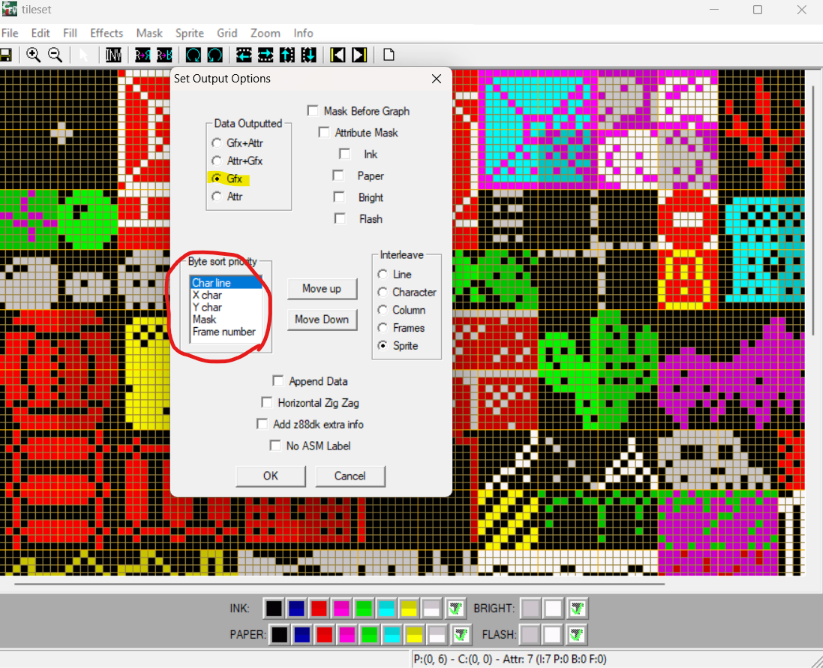 tileset
File Edit Fill Effects Mask Sprite Grid Zoom Info
INV
Set Output Options
Mask Before Graph
Data Outputted
Gfx+Attr
Attr+Gfx
Gfx
Attr
Attribute Mask
Ink
Paper
Bright
Flash
Byte sort priority
Char line
X char
Y char
Mask
Frame number
Move up
Move Down
Interleave
Line
Character
Column
Frames
Sprite
Append Data
Horizontal Zig Zag
Add z88dk extra info
No ASM Label
OK Cancel
INK: BRIGHT:
PAPER: FLASH:
P:(0, 6) - C:(0, 0) - Attr: 7 (I:7 P:0 B:0 F:0)